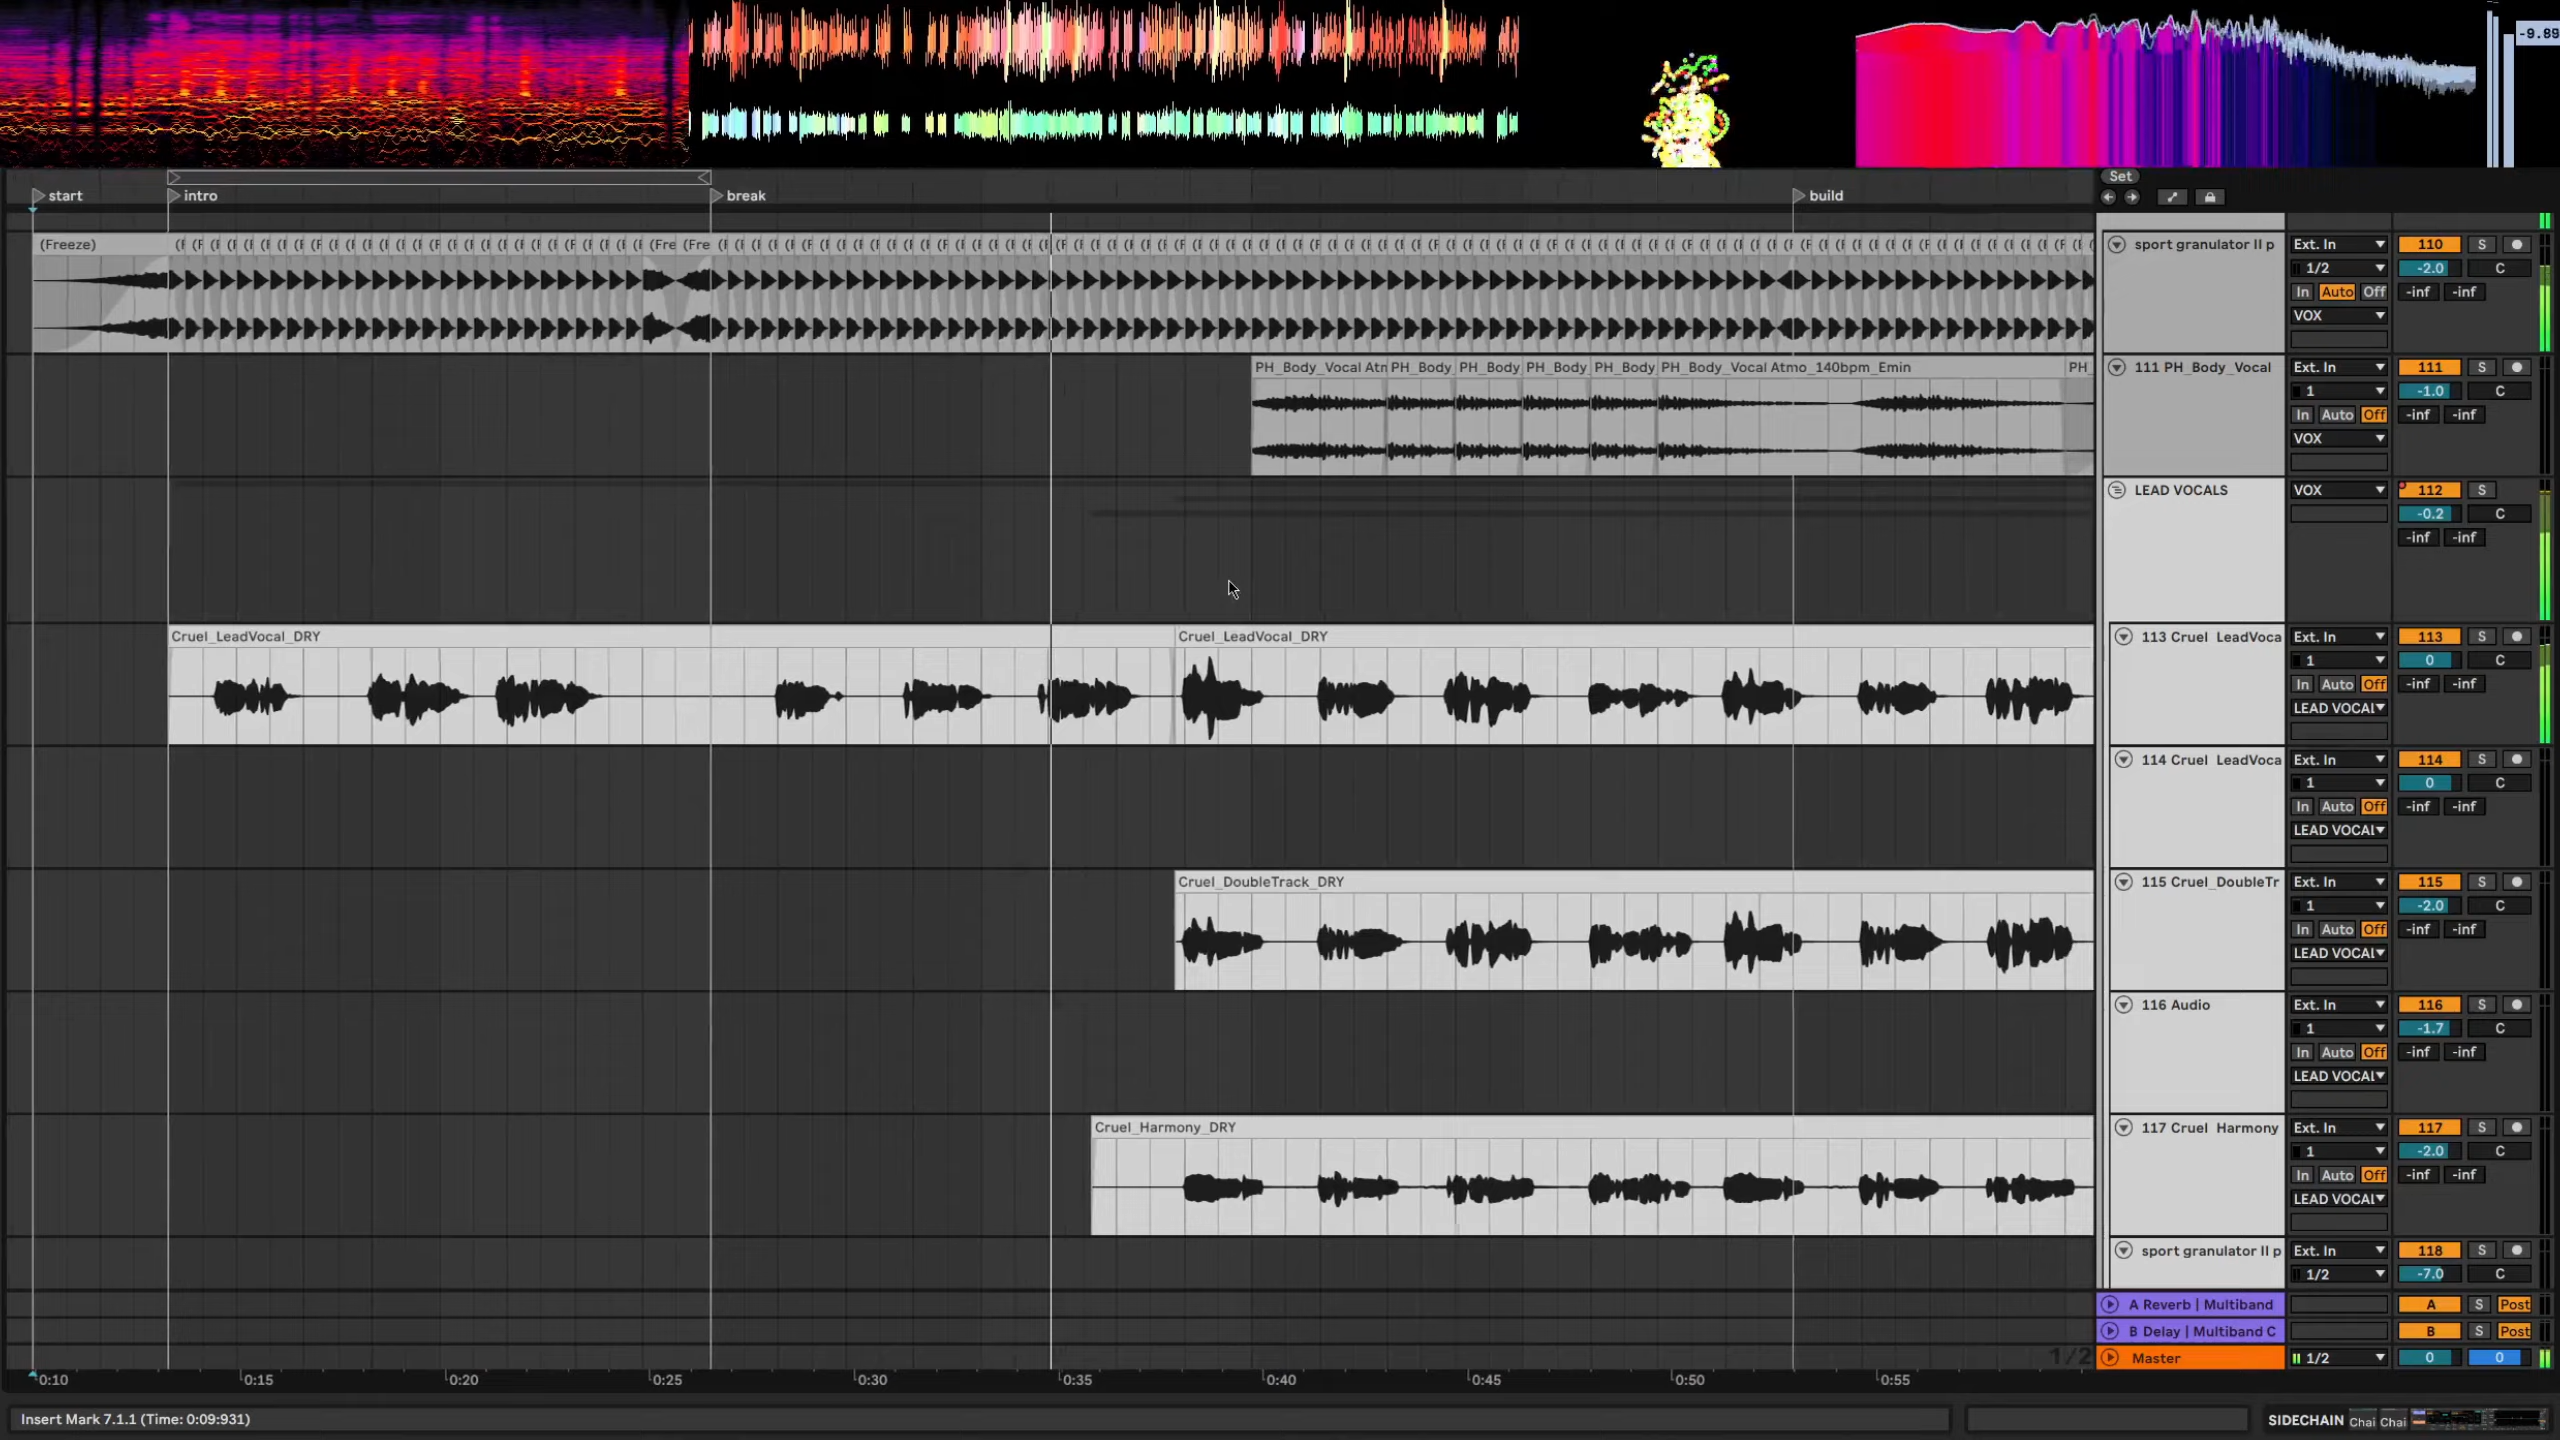 -9.89
start
intro
break
build
Set
(Freeze)
(Fre
(Fre
sport granulator II p
Ext. In
110
S
1/2
-2.0
C
In
Auto
Off
-inf
-inf
VOX
PH_Body_Vocal Atm
PH_Body
PH_Body
PH_Body
PH_Body
PH_Body_Vocal Atmo_140bpm_Emin
PH_
111 PH_Body_Vocal
Ext. In
111
S
1
-1.0
C
In
Auto
Off
-inf
-inf
VOX
LEAD VOCALS
VOX
112
S
-0.2
C
-inf
-inf
Cruel_LeadVocal_DRY
Cruel_LeadVocal_DRY
113 Cruel_LeadVoca
Ext. In
113
S
1
0
C
In
Auto
Off
-inf
-inf
LEAD VOCAL
114 Cruel_LeadVoca
Ext. In
114
S
1
0
C
In
Auto
Off
-inf
-inf
LEAD VOCAL
Cruel_DoubleTrack_DRY
115 Cruel_DoubleTr
Ext. In
115
S
1
-2.0
C
In
Auto
Off
-inf
-inf
LEAD VOCAL
116 Audio
Ext. In
116
S
1
-1.7
C
In
Auto
Off
-inf
-inf
LEAD VOCAL
Cruel_Harmony_DRY
117 Cruel_Harmony
Ext. In
117
S
1
-2.0
C
In
Auto
Off
-inf
-inf
LEAD VOCAL
sport granulator II p
Ext. In
118
S
1/2
-7.0
C
A Reverb | Multiband
A
S
Post
B Delay | Multiband C
B
S
Post
1/2
Master
1/2
0
0
0:10
0:15
0:20
0:25
0:30
0:35
0:40
0:45
0:50
0:55
Insert Mark 7.1.1 (Time: 0:09:931)
SIDECHAIN
Chai
Chai